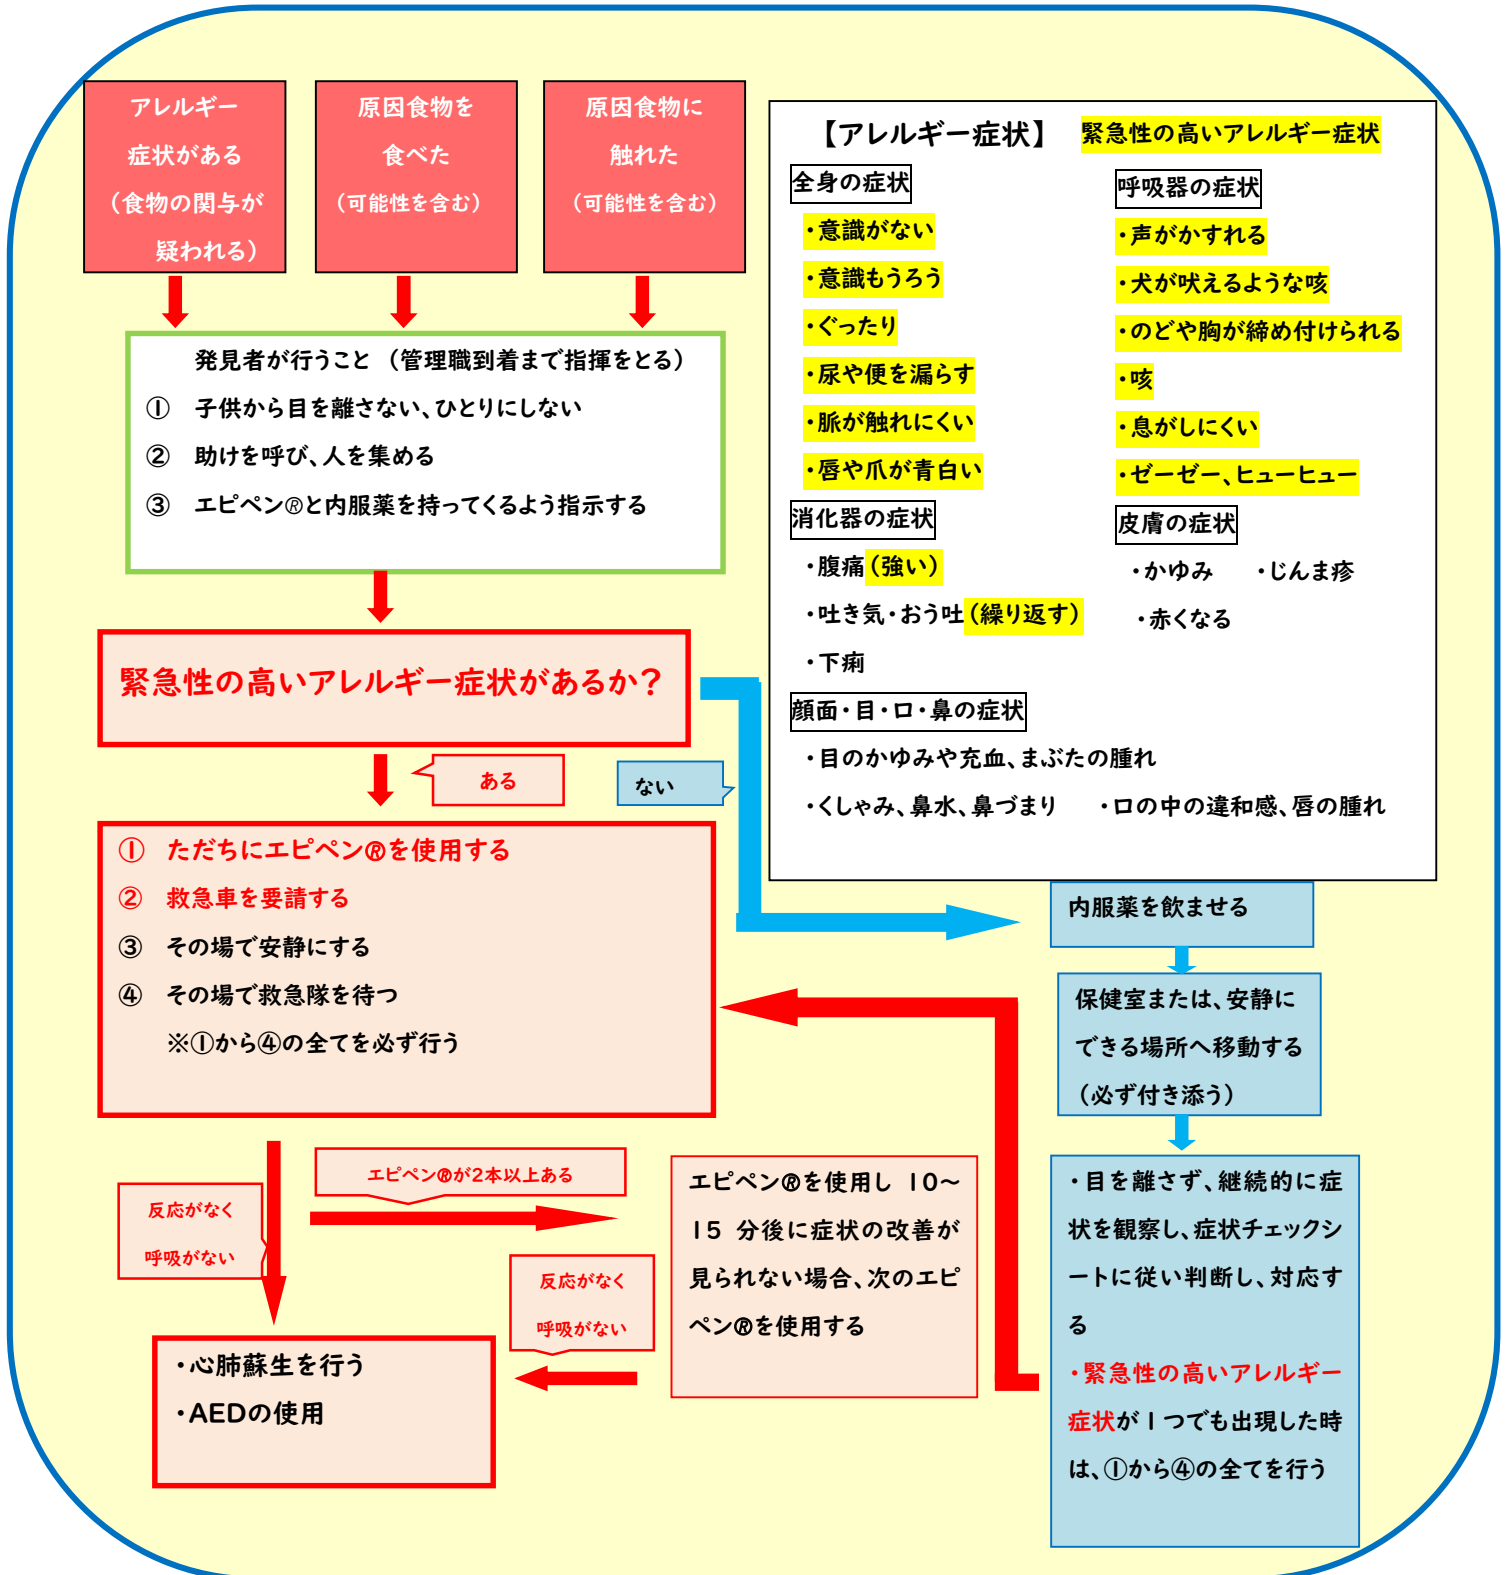 アレルギー
症状がある
（食物の関与が
疑われる）
原因食物を
食べた
（可能性を含む）
原因食物に
触れた
（可能性を含む）
発見者が行うこと （管理職到着まで指揮をとる）
① 子供から目を離さない、ひとりにしない
② 助けを呼び、人を集める
③ エピペン®と内服薬を持ってくるよう指示する
緊急性の高いアレルギー症状があるか？
ある
ない
【アレルギー症状】 緊急性の高いアレルギー症状
全身の症状
・意識がない
・意識もうろう
・ぐったり
・尿や便を漏らす
・脈が触れにくい
・唇や爪が青白い
消化器の症状
・腹痛（強い）
・吐き気・おう吐（繰り返す）
・下痢
呼吸器の症状
・声がかすれる
・犬が吠えるような咳
・のどや胸が締め付けられる
・咳
・息がしにくい
・ゼーゼー、ヒューヒュー
皮膚の症状
・かゆみ ・じんま疹
・赤くなる
顔面・目・口・鼻の症状
・目のかゆみや充血、まぶたの腫れ
・くしゃみ、鼻水、鼻づまり ・口の中の違和感、唇の腫れ
① ただちにエピペン®を使用する
② 救急車を要請する
③ その場で安静にする
④ その場で救急隊を待つ
※①から④の全てを必ず行う
内服薬を飲ませる
保健室または、安静に
できる場所へ移動する
（必ず付き添う）
・目を離さず、継続的に症
状を観察し、症状チェックシ
ートに従い判断し、対応す
る
・緊急性の高いアレルギー
症状が１つでも出現した時
は、①から④の全てを行う
エピペン®が2本以上ある
反応がなく
呼吸がない
エピペン®を使用し 10～
15 分後に症状の改善が
見られない場合、次のエピ
ペン®を使用する
反応がなく
呼吸がない
・心肺蘇生を行う
・AEDの使用